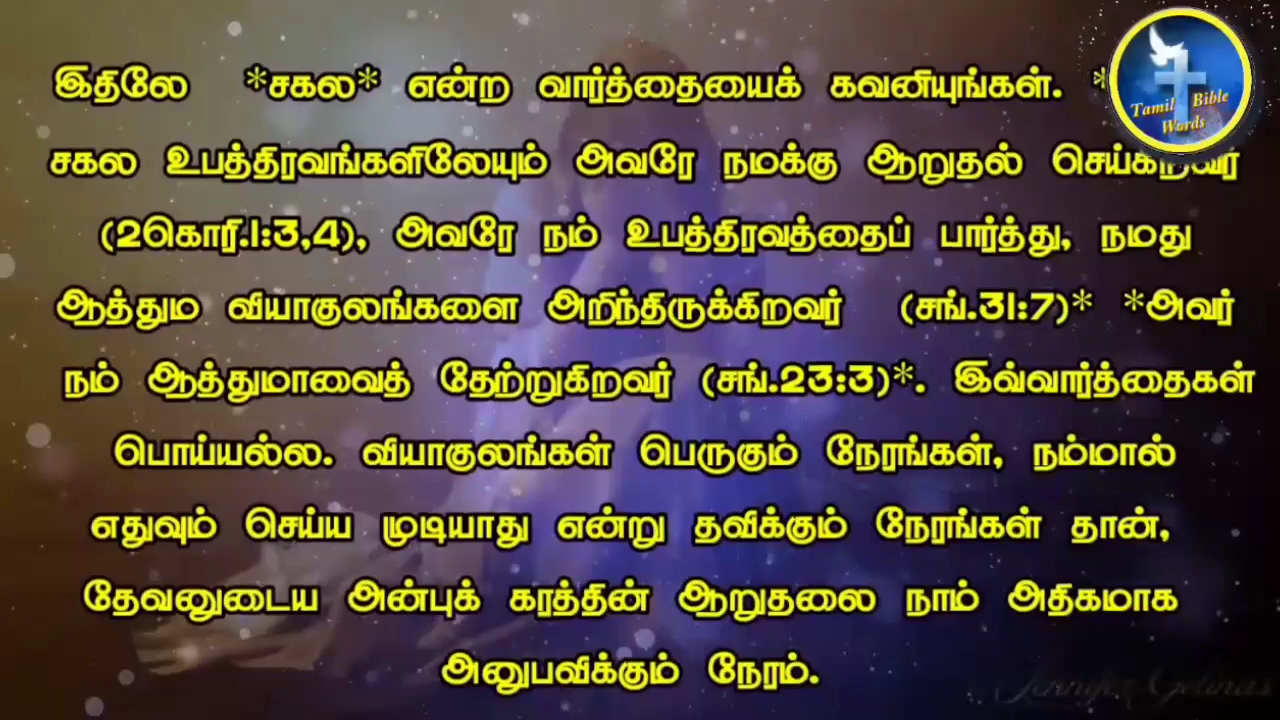 இதிலே *சகல* என்ற வார்த்தையைக் கவனியுங்கள். *
சகல உபத்திரவங்களிலேயும் அவரே நமக்கு ஆறுதல் செய்கிறவர்
(2கொரி.1:3,4), அவரே நம் உபத்திரவத்தைப் பார்த்து, நமது
ஆத்தும வியாகுலங்களை அறிந்திருக்கிறவர் (சங்.31:7)* *அவர்
நம் ஆத்துமாவைத் தேற்றுகிறவர் (சங்.23:3)*. இவ்வார்த்தைகள்
பொய்யல்ல. வியாகுலங்கள் பெருகும் நேரங்கள், நம்மால்
எதுவும் செய்ய முடியாது என்று தவிக்கும் நேரங்கள் தான்,
தேவனுடைய அன்புக் கரத்தின் ஆறுதலை நாம் அதிகமாக
அனுபவிக்கும் நேரம்.
Tamil Bible
Words
Jennifer Gelinas